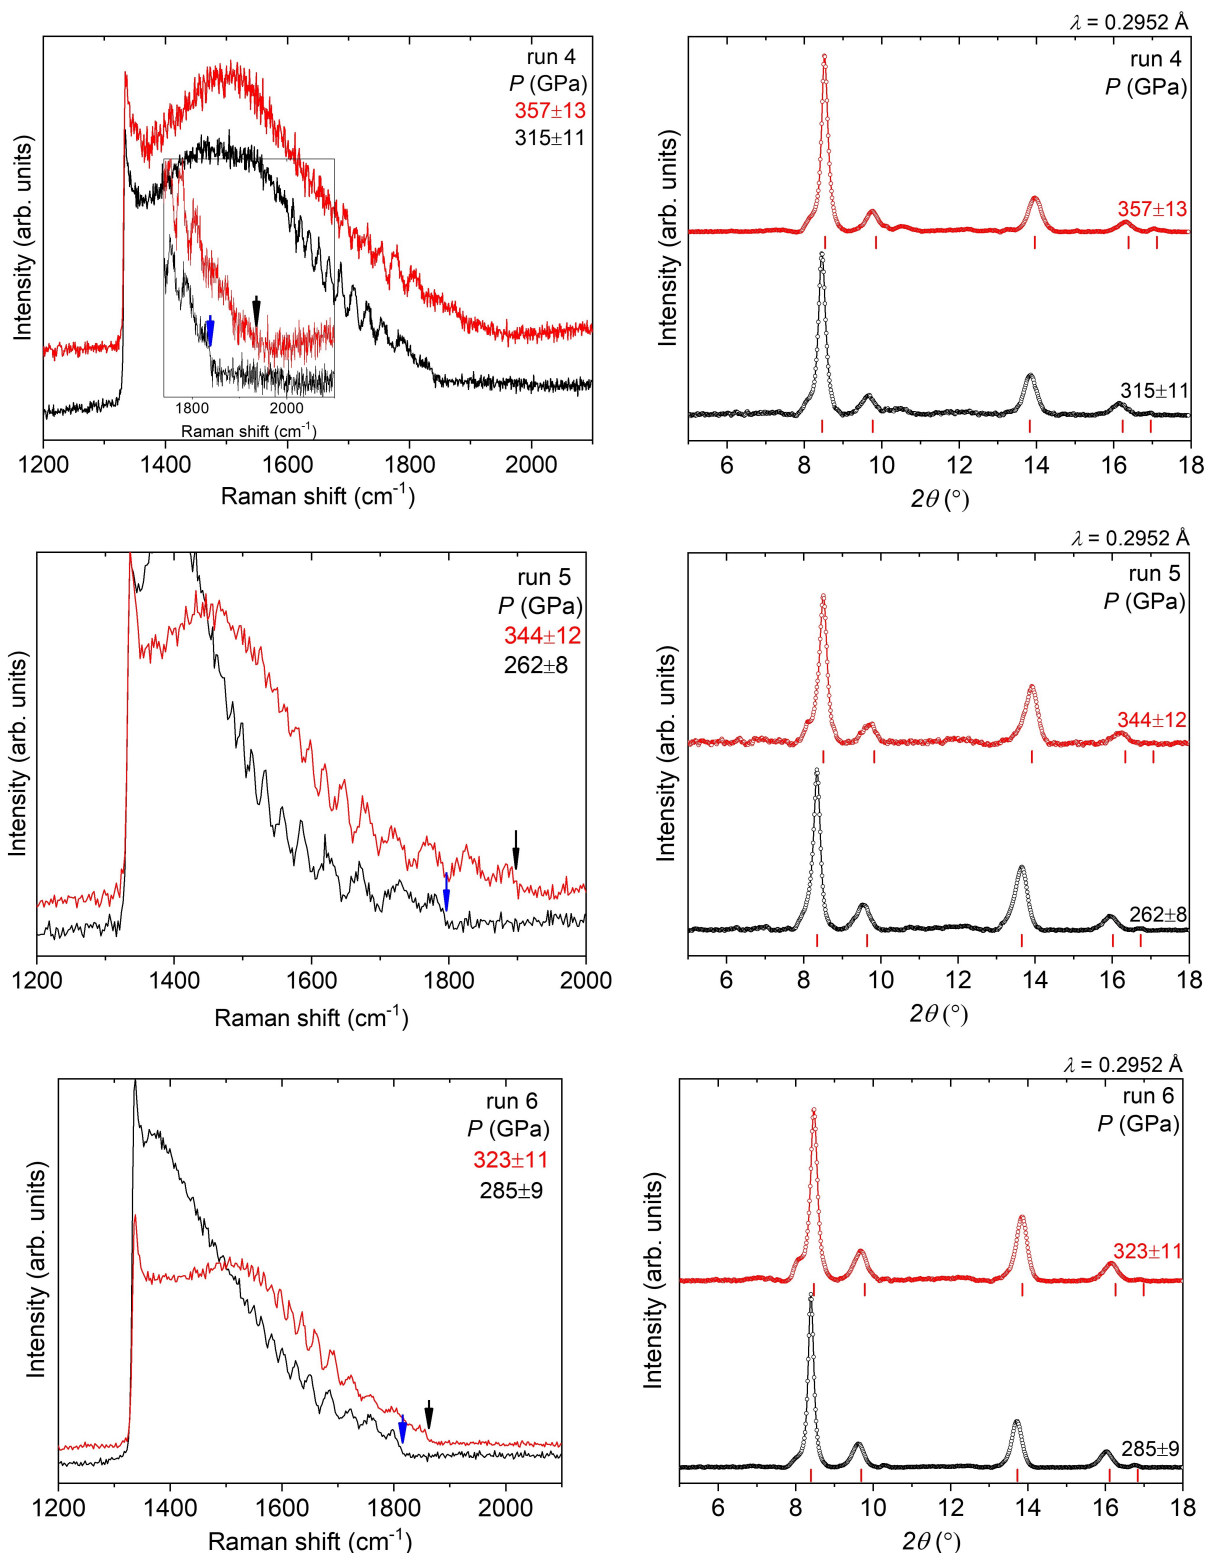 λ = 0.2952 Å
run 4
P (GPa)
357±13
315±11
Intensity (arb. units)
1800 2000
Raman shift (cm-1)
1200 1400 1600 1800 2000
Raman shift (cm-1)
run 4
P (GPa)
357±13
315±11
Intensity (arb. units)
6 8 10 12 14 16 18
2θ (°)
λ = 0.2952 Å
run 5
P (GPa)
344±12
262±8
Intensity (arb. units)
1200 1400 1600 1800 2000
Raman shift (cm-1)
run 5
P (GPa)
344±12
262±8
Intensity (arb. units)
6 8 10 12 14 16 18
2θ (°)
λ = 0.2952 Å
run 6
P (GPa)
323±11
285±9
Intensity (arb. units)
1200 1400 1600 1800 2000
Raman shift (cm-1)
run 6
P (GPa)
323±11
285±9
Intensity (arb. units)
6 8 10 12 14 16 18
2θ (°)